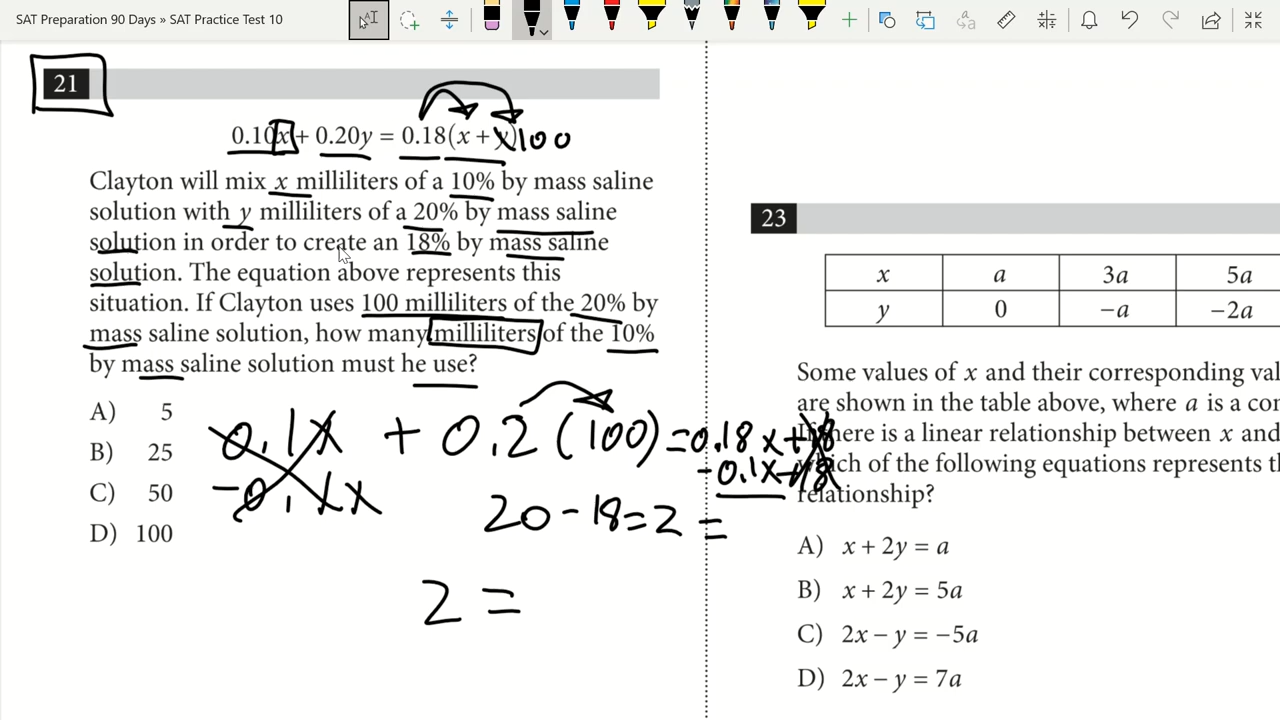 SAT Preparation 90 Days » SAT Practice Test 10
21
0.10x + 0.20y = 0.18(x + y) 100
Clayton will mix x milliliters of a 10% by mass saline
solution with y milliliters of a 20% by mass saline
solution in order to create an 18% by mass saline
solution. The equation above represents this
situation. If Clayton uses 100 milliliters of the 20% by
mass saline solution, how many milliliters of the 10%
by mass saline solution must he use?
A) 5
B) 25
C) 50
D) 100
0.1x + 0.2(100)=0.18x+18
-0.1x -0.1x-18
20-18=2 =
2 =
23
x a 3a 5a
y 0 −a −2a
Some values of x and their corresponding val
are shown in the table above, where a is a con
If there is a linear relationship between x and
which of the following equations represents th
relationship?
A) x + 2y = a
B) x + 2y = 5a
C) 2x − y = −5a
D) 2x − y = 7a